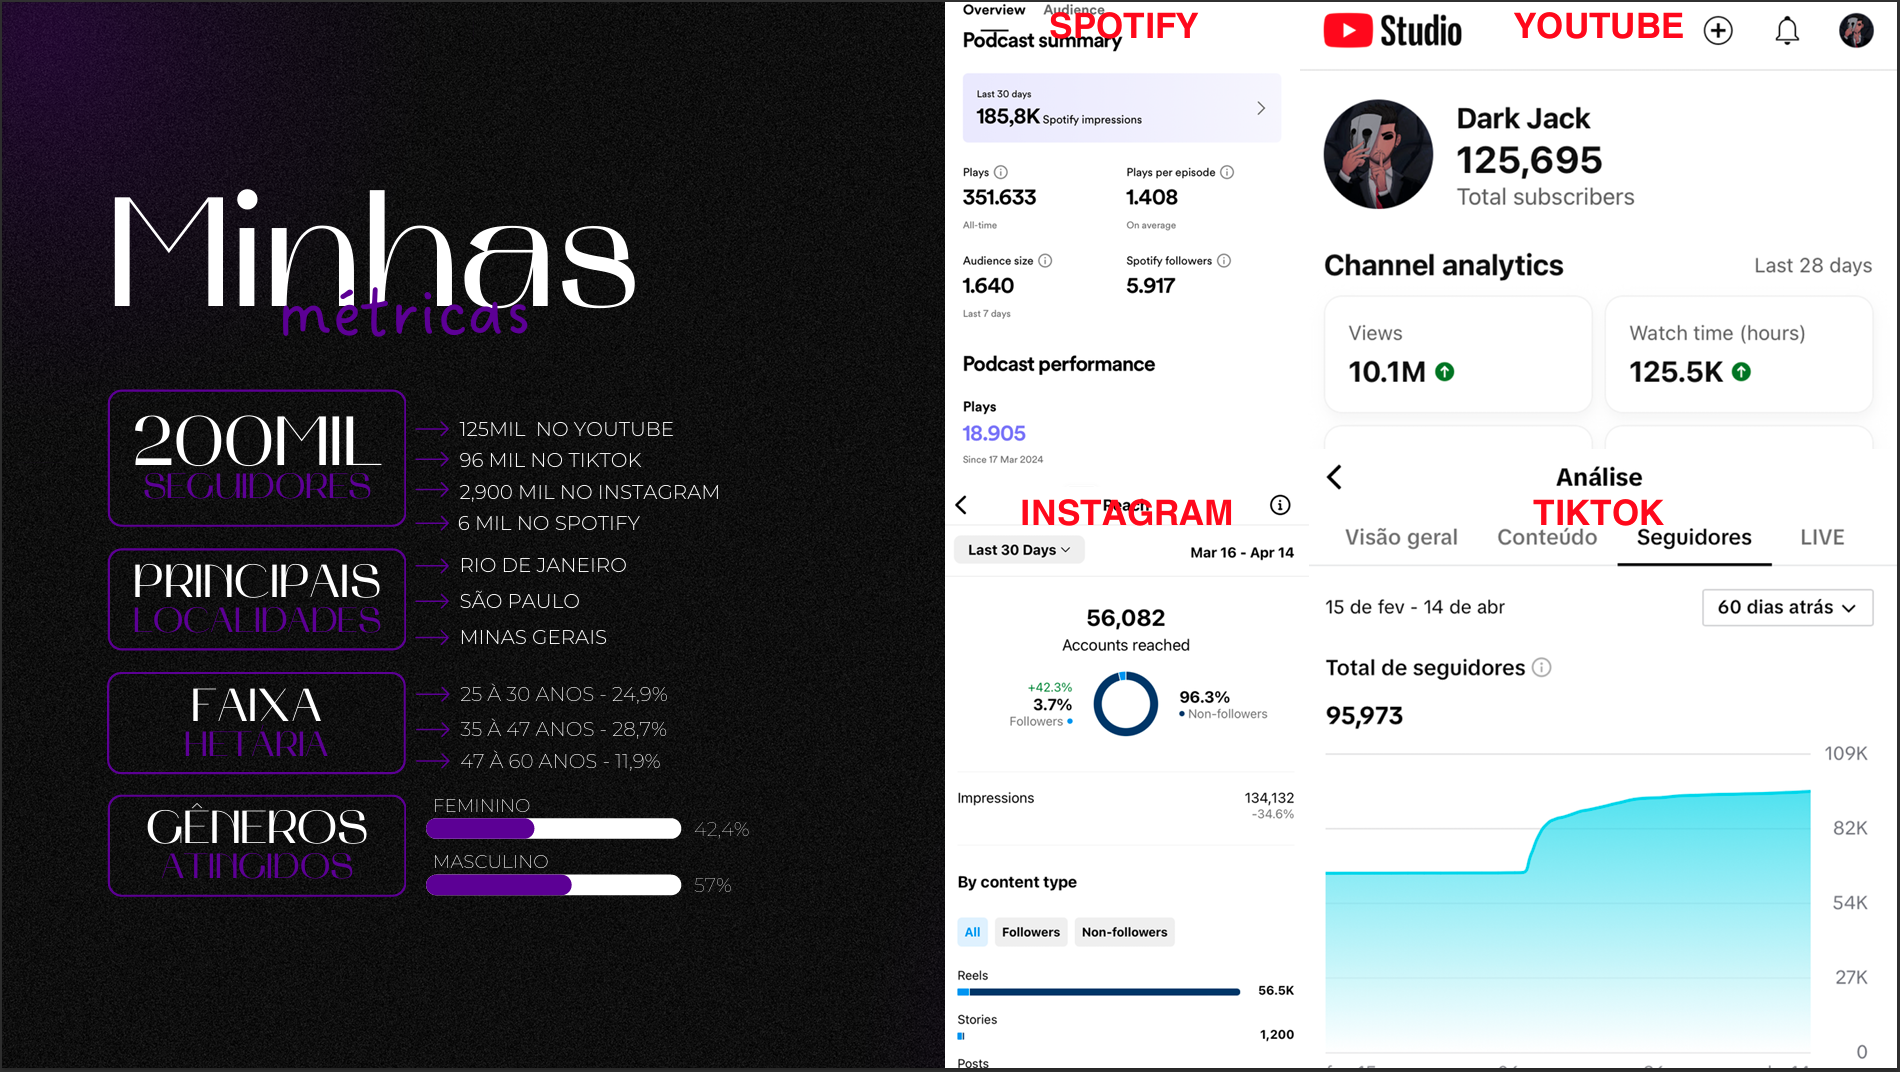 Minhas
métricas
200MIL
SEGUIDORES
125MIL NO YOUTUBE
96 MIL NO TIKTOK
2,900 MIL NO INSTAGRAM
6 MIL NO SPOTIFY
PRINCIPAIS
LOCALIDADES
RIO DE JANEIRO
SÃO PAULO
MINAS GERAIS
FAIXA
HETARIA
25 À 30 ANOS - 24,9%
35 À 47 ANOS - 28,7%
47 À 60 ANOS - 11,9%
GÊNEROS
ATINGIDOS
FEMININO
42,4%
MASCULINO
57%
Overview Audience
SPOTIFY
Podcast summary
Last 30 days
185,8K Spotify impressions
Plays Plays per episode
351.633 1.408
All-time On average
Audience size Spotify followers
1.640 5.917
Last 7 days
Podcast performance
Plays
18.905
Since 17 Mar 2024
Reach
INSTAGRAM
Last 30 Days Mar 16 - Apr 14
56,082
Accounts reached
+42.3%
3.7%
Followers
96.3%
Non-followers
Impressions 134,132
-34.6%
By content type
All Followers Non-followers
Reels
56.5K
Stories
1,200
Posts
Studio YOUTUBE
Dark Jack
125,695
Total subscribers
Channel analytics Last 28 days
Views Watch time (hours)
10.1M 125.5K
Análise
TIKTOK
Visão geral Conteúdo Seguidores LIVE
15 de fev - 14 de abr 60 dias atrás
Total de seguidores
95,973
109K
82K
54K
27K
0